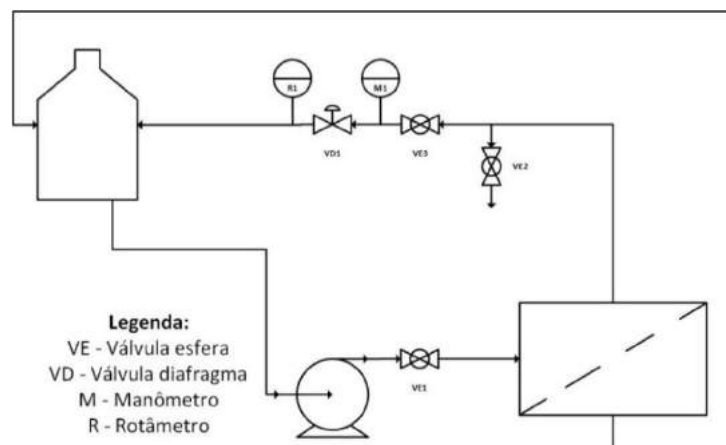 R1
M1
VD1
VE3
VE2
Legenda:
VE - Válvula esfera
VD - Válvula diafragma
M - Manômetro
R - Rotâmetro
VE1